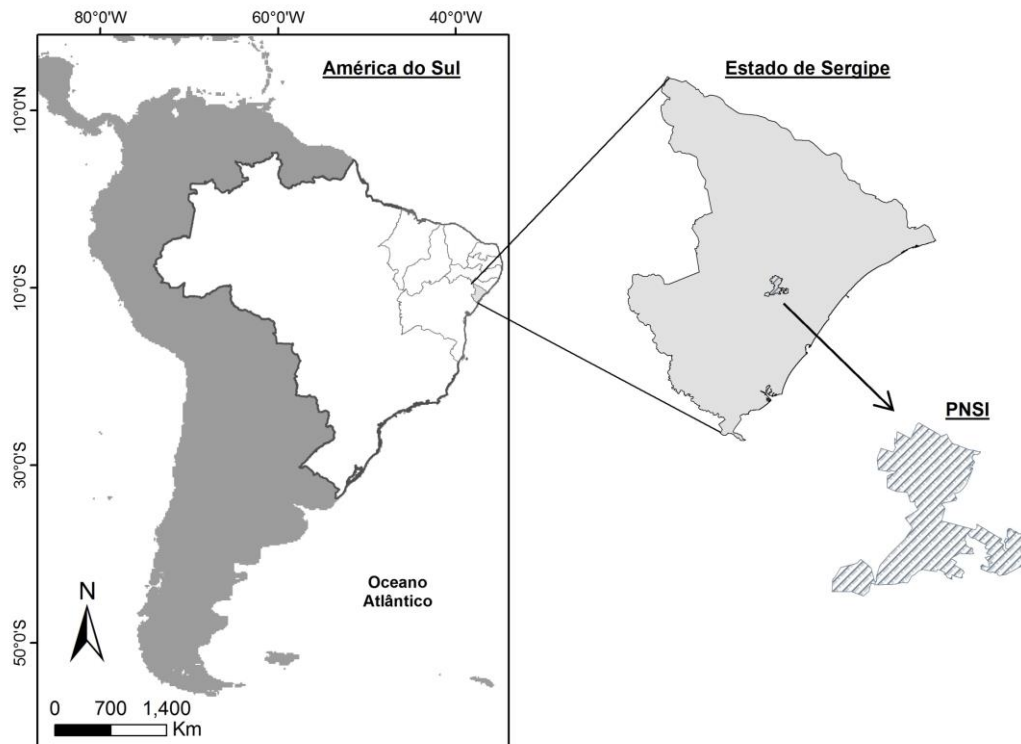 80°0'W 60°0'W 40°0'W
América do Sul
Estado de Sergipe
10°0'N
10°0'S
30°0'S
50°0'S
PNSI
Oceano
Atlântico
N
0 700 1,400
Km